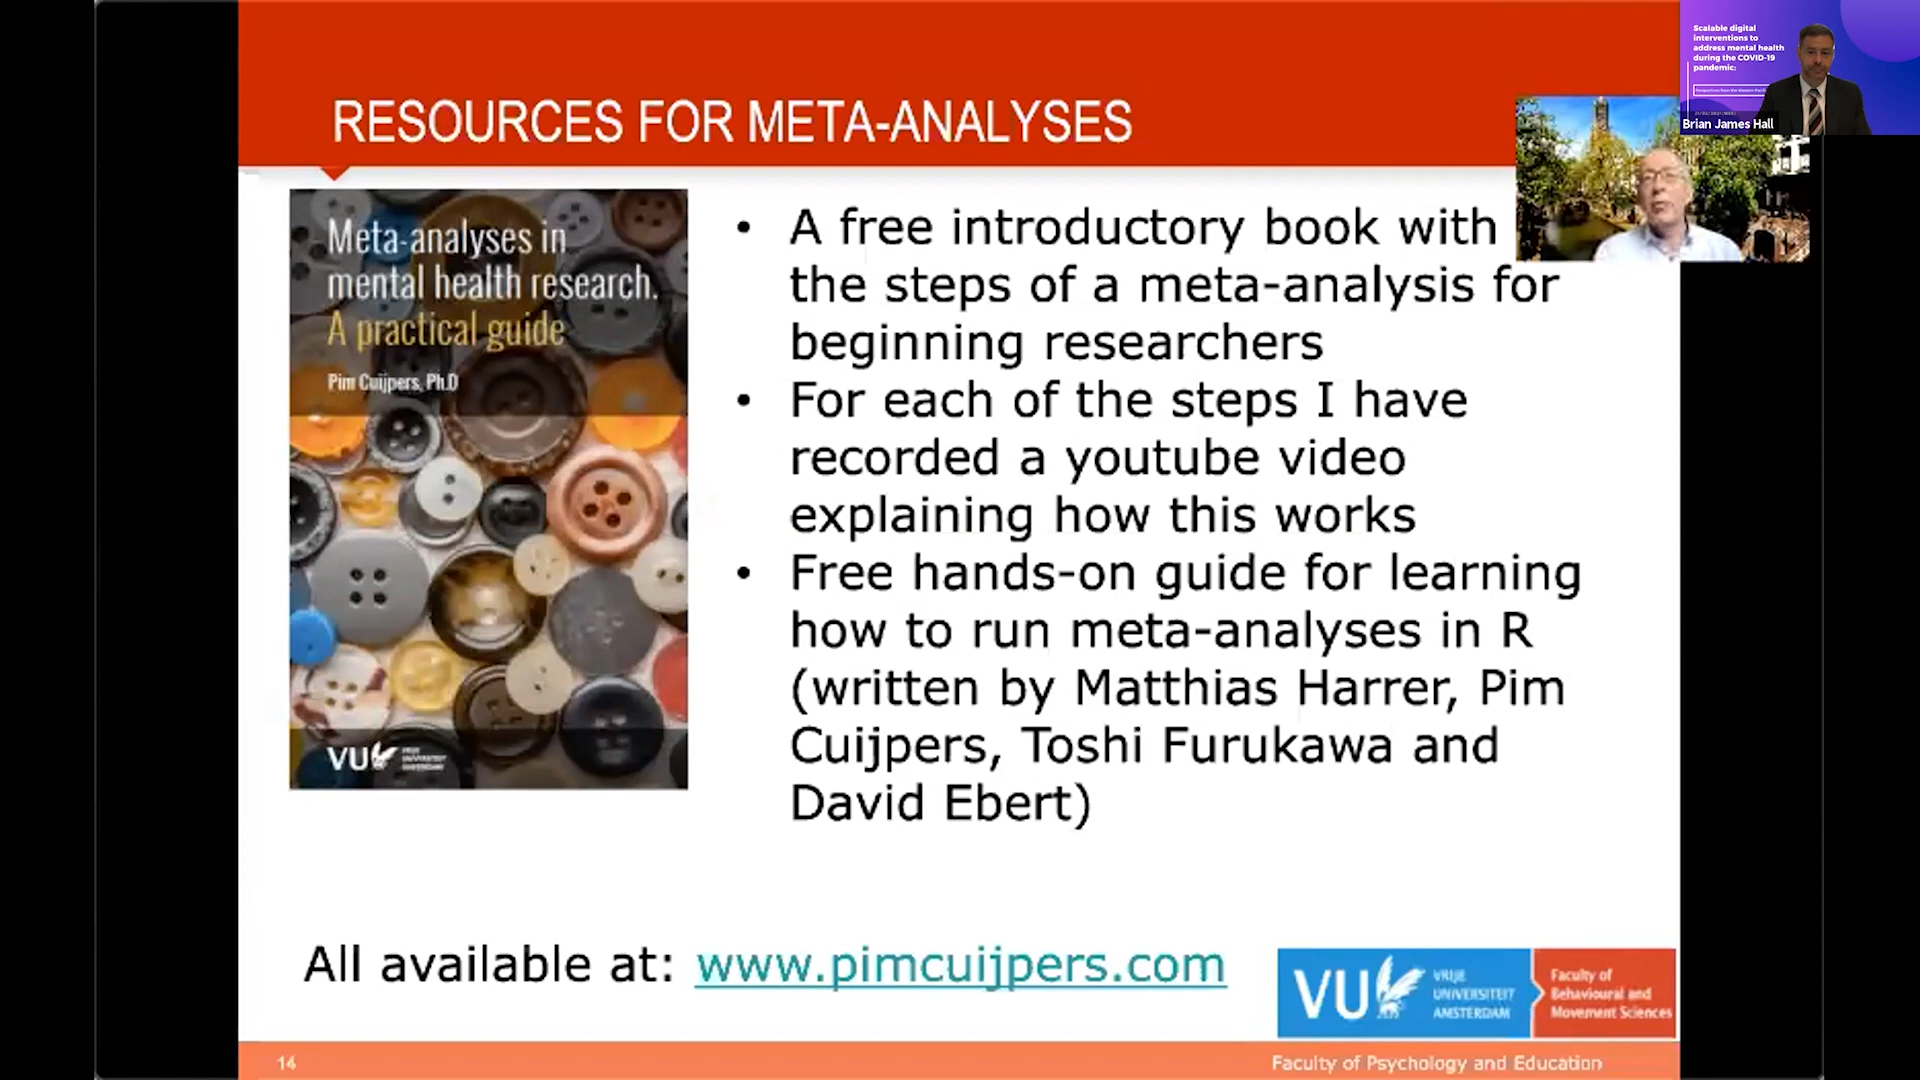 RESOURCES FOR META-ANALYSES
Meta-analyses in
mental health research.
A practical guide
Pim Cuijpers, Ph.D
VU
VRIJE
UNIVERSITEIT
AMSTERDAM
• A free introductory book with
the steps of a meta-analysis for
beginning researchers
• For each of the steps I have
recorded a youtube video
explaining how this works
• Free hands-on guide for learning
how to run meta-analyses in R
(written by Matthias Harrer, Pim
Cuijpers, Toshi Furukawa and
David Ebert)
All available at: www.pimcuijpers.com
VU
VRIJE
UNIVERSITEIT
AMSTERDAM
Faculty of
Behavioural and
Movement Sciences
14
Faculty of Psychology and Education
Scalable digital
interventions to
address mental health
during the COVID-19
pandemic:
Brian James Hall